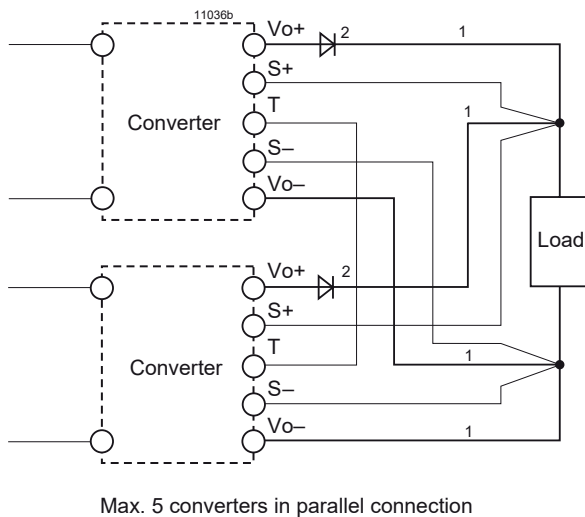 11036b
Vo+
2
1
S+
T
1
Converter
S–
Vo–
Load
Vo+
2
S+
T
1
Converter
S–
Vo–
1
Max. 5 converters in parallel connection